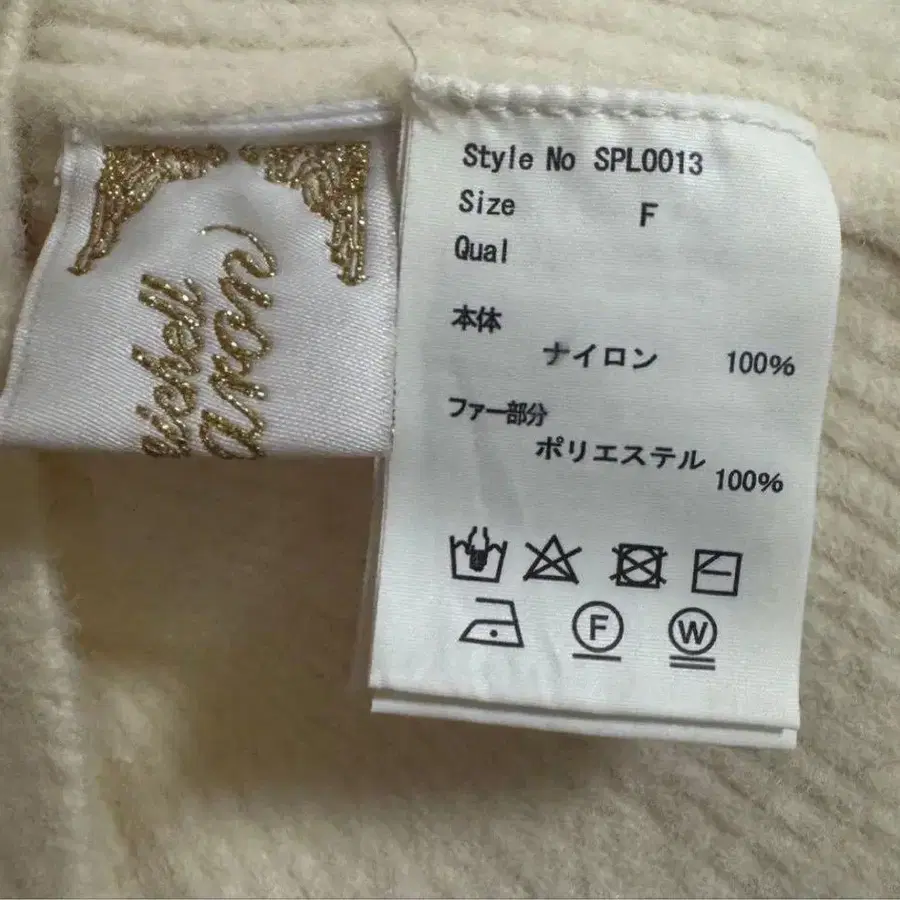 Style No SPL0013
Size F
Qual
本体
ナイロン 100%
ファー部分
ポリエステル 100%
F
W